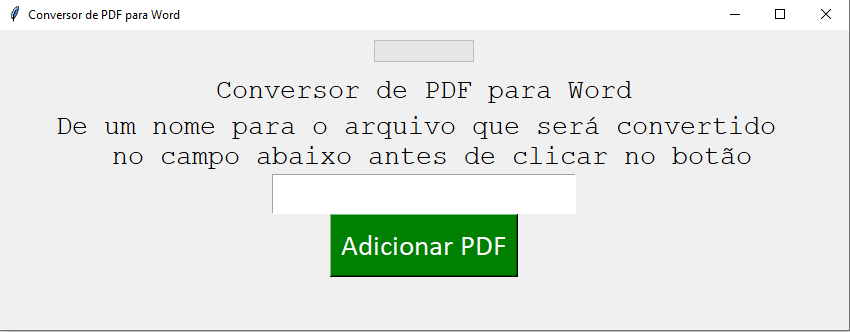 Conversor de PDF para Word
Conversor de PDF para Word
De um nome para o arquivo que será convertido
no campo abaixo antes de clicar no botão
Adicionar PDF